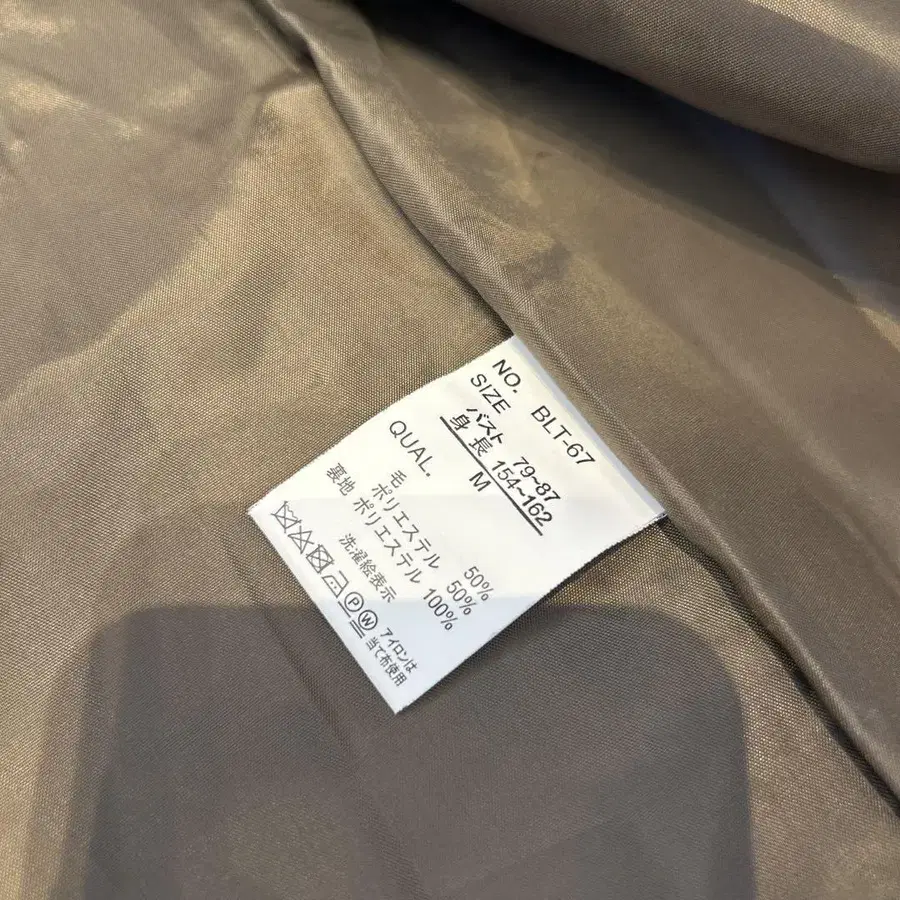 NO. BLT-67
SIZE
バスト 79~87
身長 154~162
M
QUAL.
毛 50%
ポリエステル 50%
裏地 ポリエステル 100%
洗濯絵表示
P W
アイロンは
当て布使用